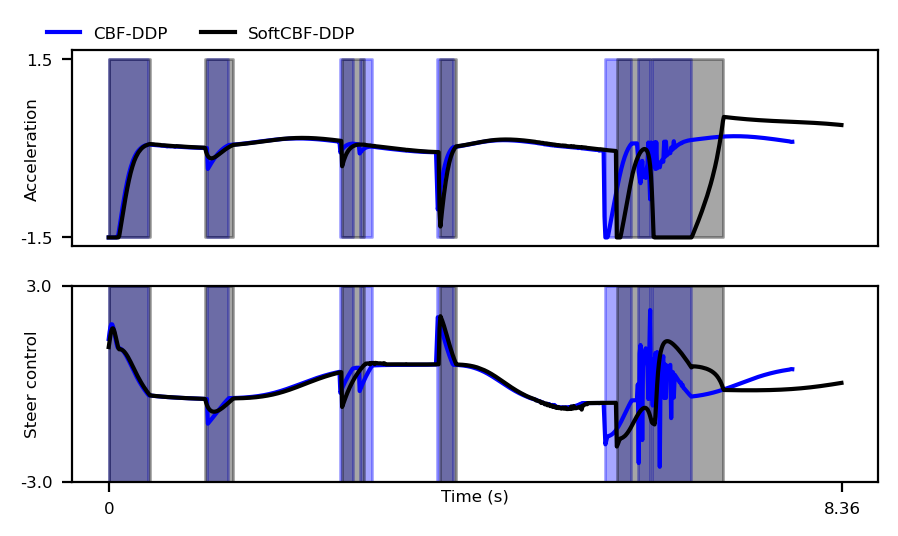 CBF-DDP SoftCBF-DDP
1.5
Acceleration
-1.5
3.0
Steer control
-3.0
Time (s)
0 8.36